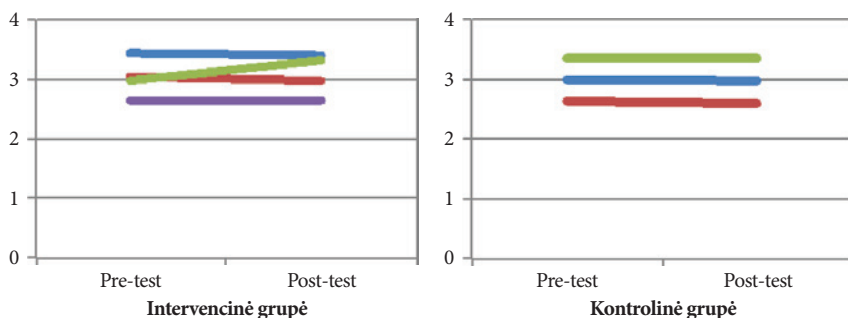 4
3
2
1
0
Pre-test Post-test
Intervencinė grupė
4
3
2
1
0
Pre-test Post-test
Kontrolinė grupė